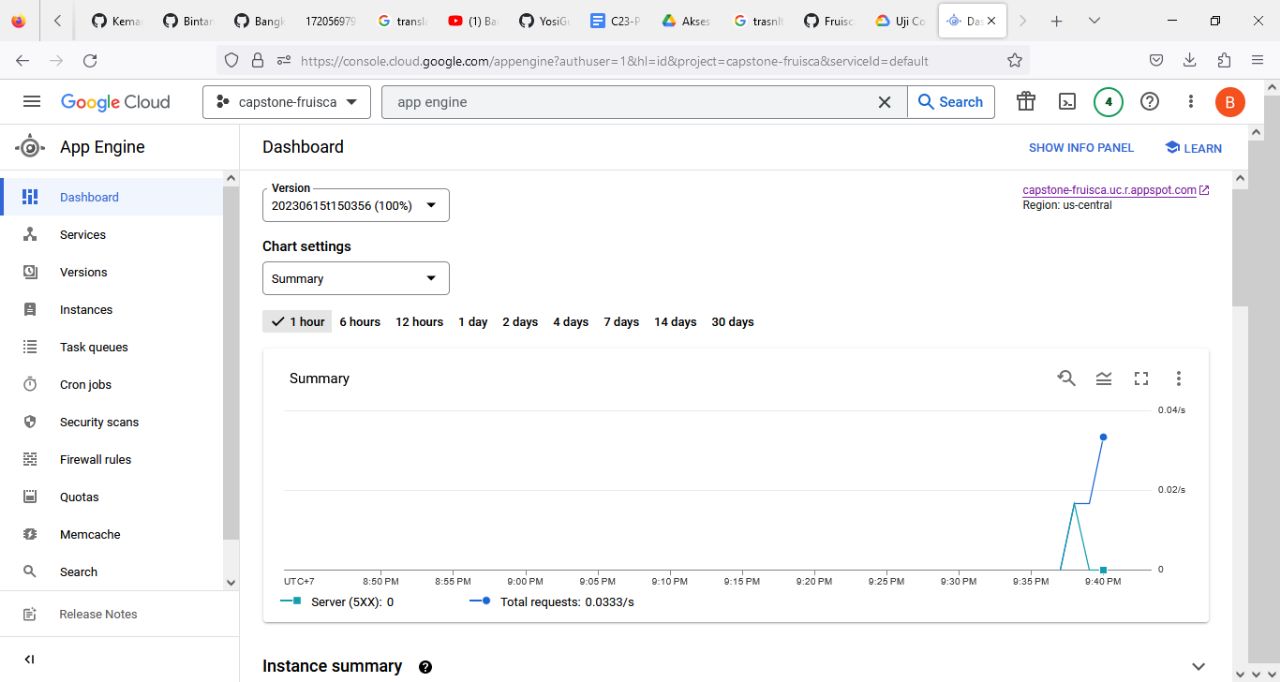 Kema
Bintan
Bangk
172056979
transl
(1) Ba
YosiGu
C23-P
Akses
trasnlt
Fruisc
Uji Co
Das
https://console.cloud.google.com/appengine?authuser=1&hl=id&project=capstone-fruisca&serviceId=default
Google Cloud
capstone-fruisca
app engine
Search
4
B
App Engine
Dashboard
SHOW INFO PANEL
LEARN
Dashboard
Services
Versions
Instances
Task queues
Cron jobs
Security scans
Firewall rules
Quotas
Memcache
Search
Release Notes
Version
20230615t150356 (100%)
capstone-fruisca.uc.r.appspot.com
Region: us-central
Chart settings
Summary
1 hour 6 hours 12 hours 1 day 2 days 4 days 7 days 14 days 30 days
Summary
0.04/s
0.02/s
0
UTC+7 8:50 PM 8:55 PM 9:00 PM 9:05 PM 9:10 PM 9:15 PM 9:20 PM 9:25 PM 9:30 PM 9:35 PM 9:40 PM
Server (5XX): 0 Total requests: 0.0333/s
Instance summary